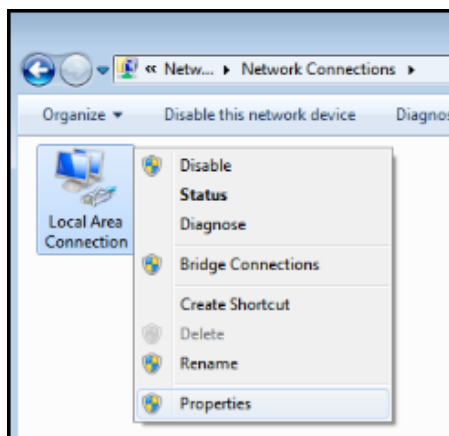 « Netw... ▸ Network Connections ▸
Organize ▾ Disable this network device Diagnos
Local Area
Connection
Disable
Status
Diagnose
Bridge Connections
Create Shortcut
Delete
Rename
Properties